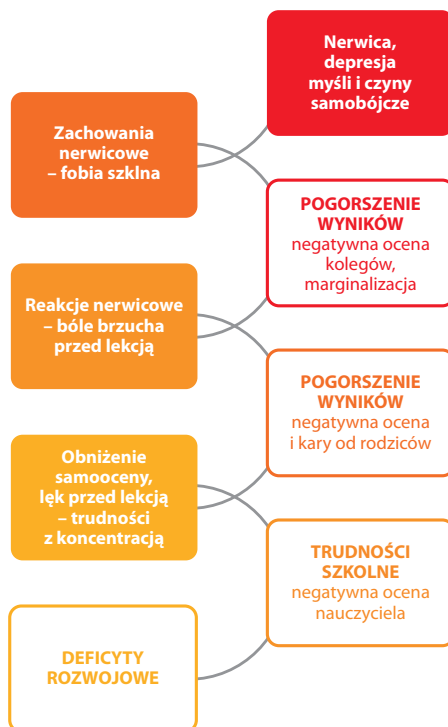 Nerwica,
depresja
myśli i czyny
samobójcze
Zachowania
nerwicowe
– fobia szklna
POGORSZENIE
WYNIKÓW
negatywna ocena
kolegów,
marginalizacja
Reakcje nerwicowe
– bóle brzucha
przed lekcją
POGORSZENIE
WYNIKÓW
negatywna ocena
i kary od rodziców
Obniżenie
samooceny,
lęk przed lekcją
– trudności
z koncentracją
TRUDNOŚCI
SZKOLNE
negatywna ocena
nauczyciela
DEFICYTY
ROZWOJOWE